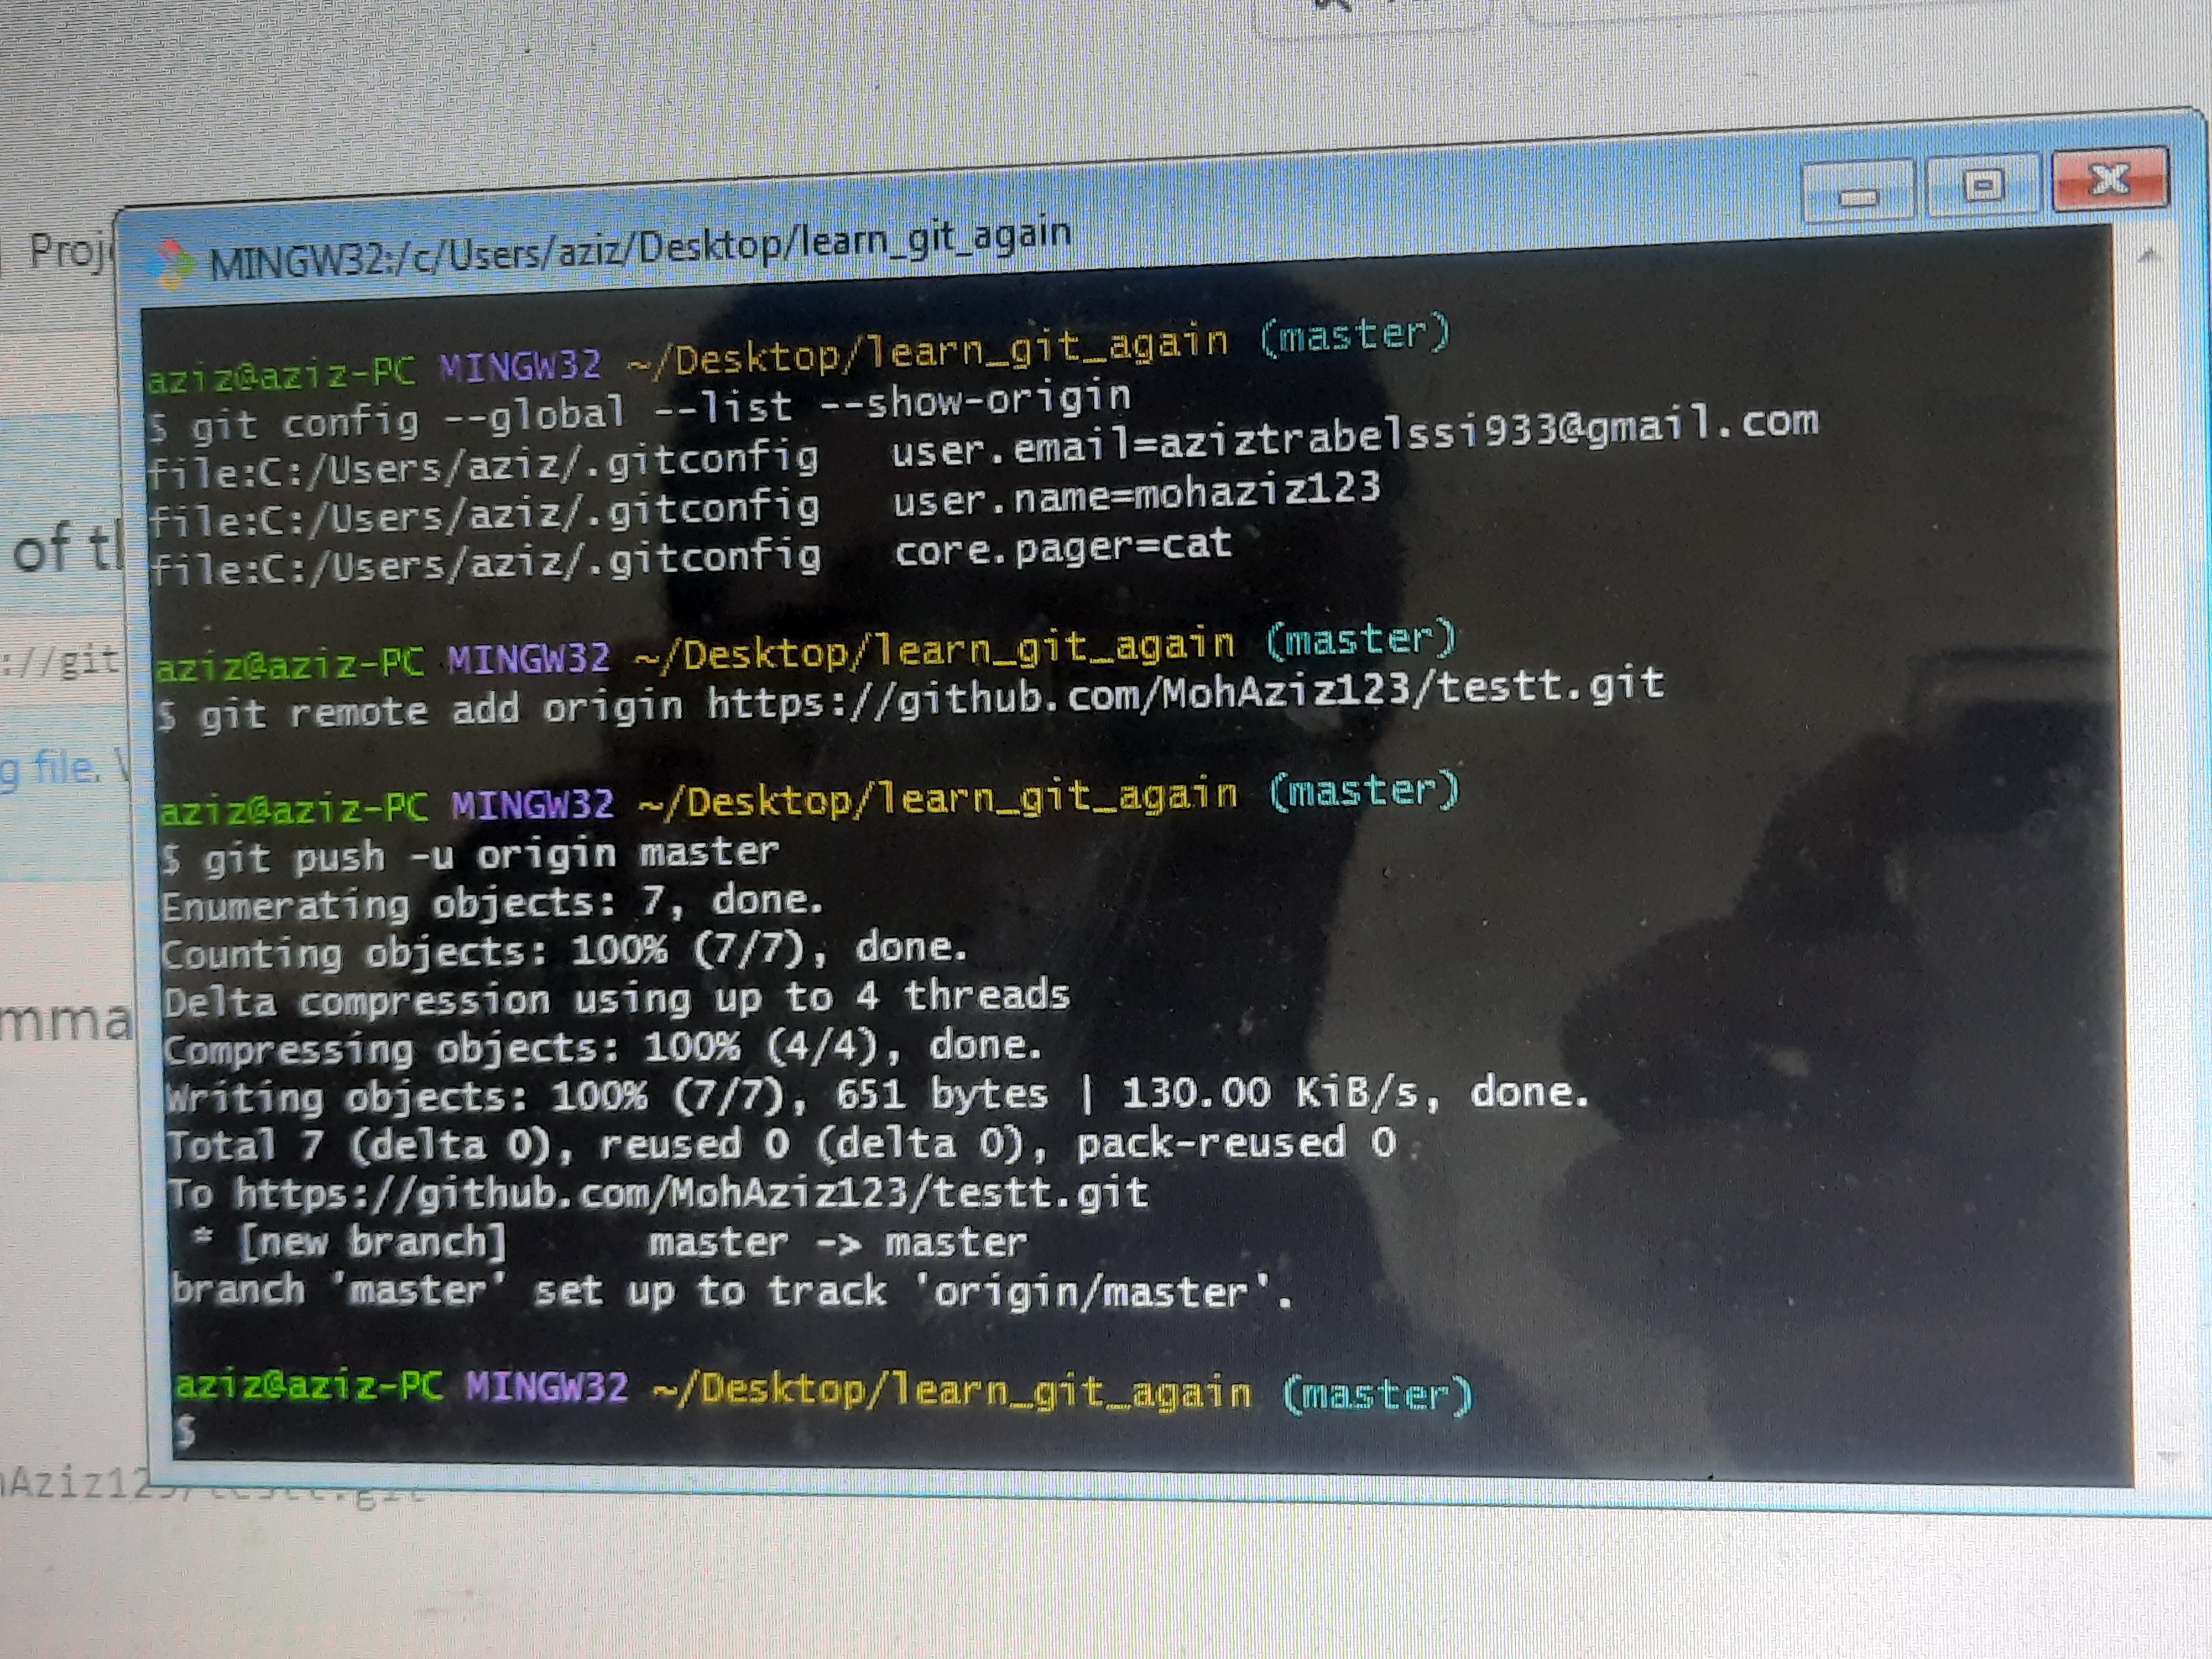 Proj
of t
://git
g file.
mma
MINGW32:/c/Users/aziz/Desktop/learn_git_again
aziz@aziz-PC MINGW32 ~/Desktop/learn_git_again (master)
$ git config --global --list --show-origin
file:C:/Users/aziz/.gitconfig user.email=aziztrabelssi933@gmail.com
file:C:/Users/aziz/.gitconfig user.name=mohaziz123
file:C:/Users/aziz/.gitconfig core.pager=cat
aziz@aziz-PC MINGW32 ~/Desktop/learn_git_again (master)
$ git remote add origin https://github.com/MohAziz123/testt.git
aziz@aziz-PC MINGW32 ~/Desktop/learn_git_again (master)
$ git push -u origin master
Enumerating objects: 7, done.
Counting objects: 100% (7/7), done.
Delta compression using up to 4 threads
Compressing objects: 100% (4/4), done.
Writing objects: 100% (7/7), 651 bytes | 130.00 KiB/s, done.
Total 7 (delta 0), reused 0 (delta 0), pack-reused 0
To https://github.com/MohAziz123/testt.git
 * [new branch] master -> master
branch 'master' set up to track 'origin/master'.
aziz@aziz-PC MINGW32 ~/Desktop/learn_git_again (master)
$
hAziz123/testt.git